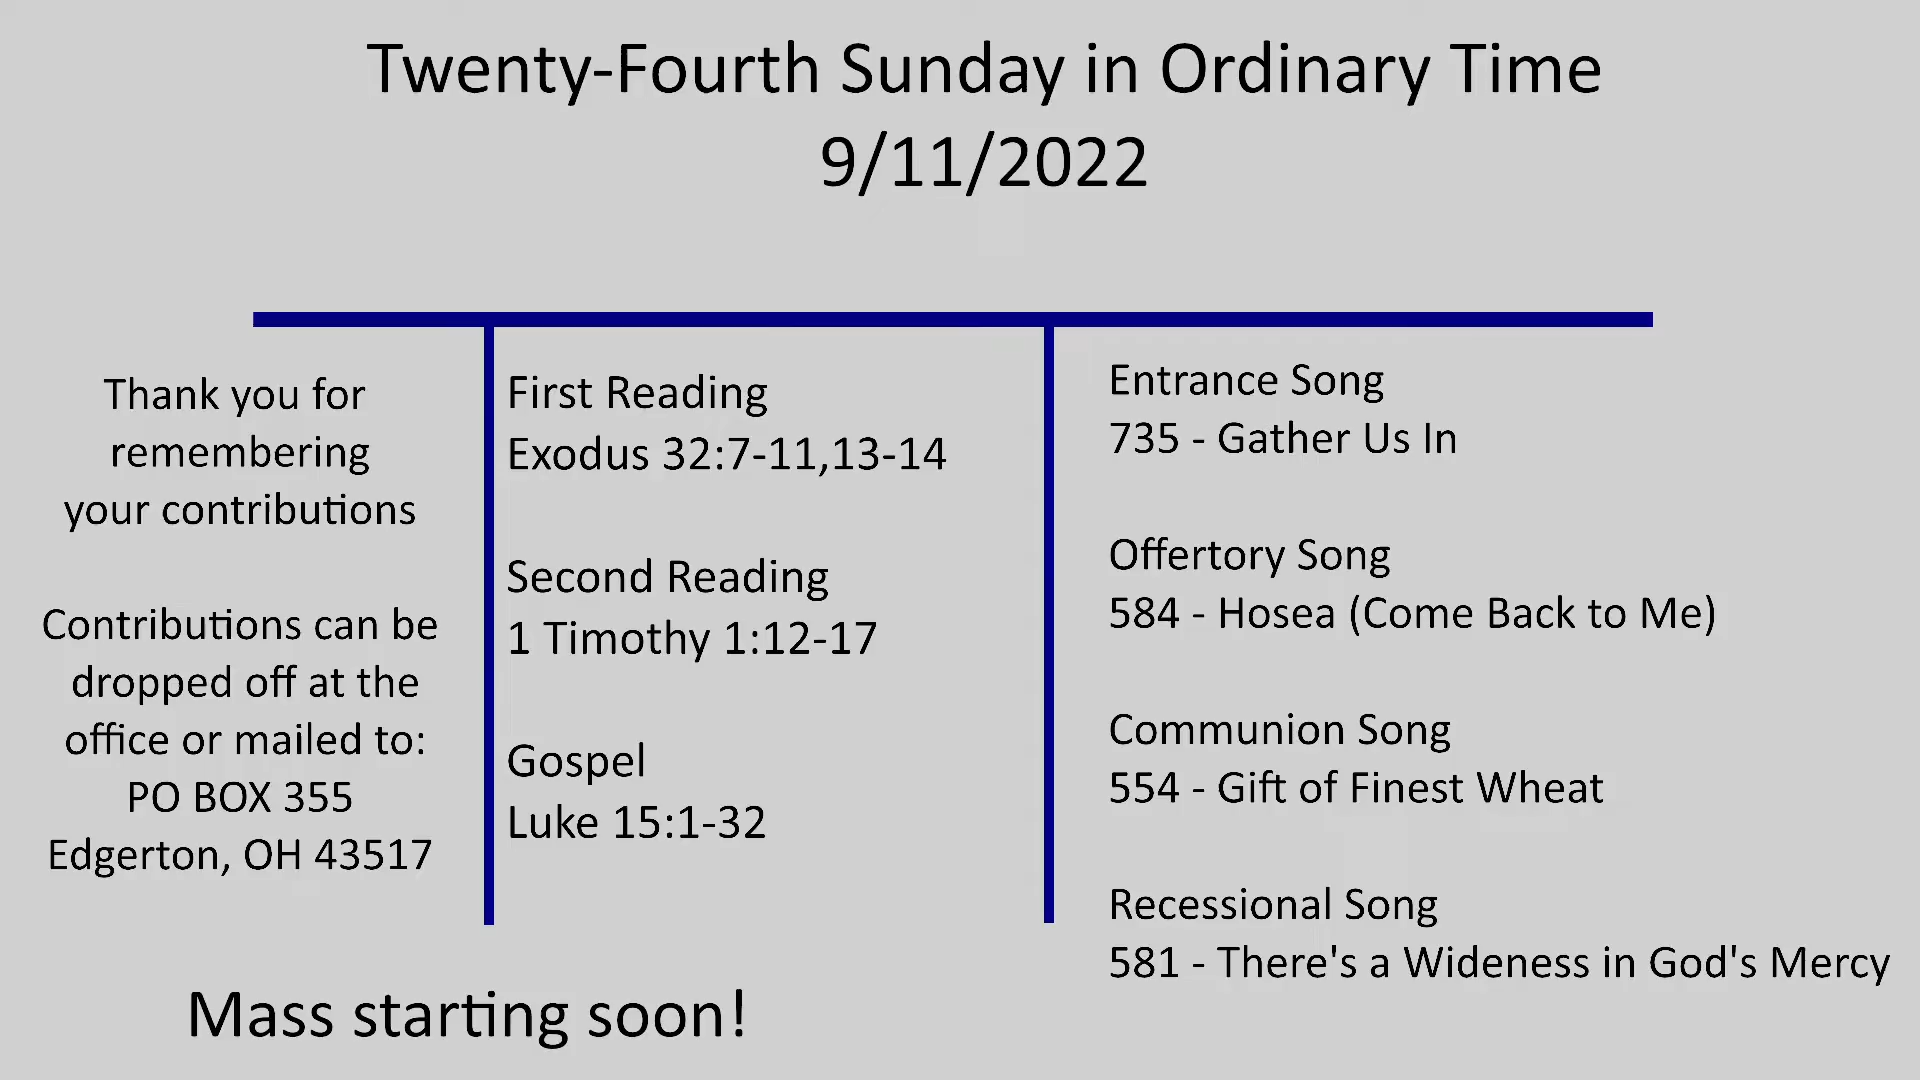 Twenty-Fourth Sunday in Ordinary Time
9/11/2022
Thank you for
remembering
your contributions
Contributions can be
dropped off at the
office or mailed to:
PO BOX 355
Edgerton, OH 43517
First Reading
Exodus 32:7-11,13-14
Second Reading
1 Timothy 1:12-17
Gospel
Luke 15:1-32
Entrance Song
735 - Gather Us In
Offertory Song
584 - Hosea (Come Back to Me)
Communion Song
554 - Gift of Finest Wheat
Recessional Song
581 - There's a Wideness in God's Mercy
Mass starting soon!